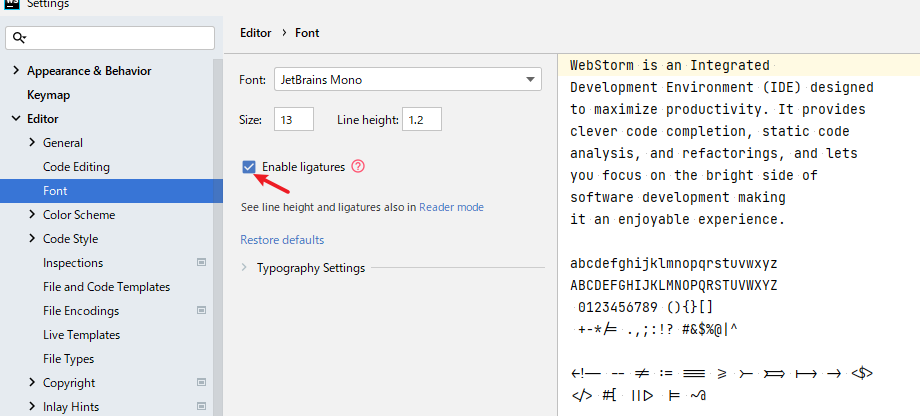 WS Settings
Appearance & Behavior
Keymap
Editor
General
Code Editing
Font
Color Scheme
Code Style
Inspections
File and Code Templates
File Encodings
Live Templates
File Types
Copyright
Inlay Hints
Editor › Font
Font: JetBrains Mono
Size: 13 Line height: 1.2
Enable ligatures ?
See line height and ligatures also in Reader mode
Restore defaults
Typography Settings
WebStorm is an Integrated
Development Environment (IDE) designed
to maximize productivity. It provides
clever code completion, static code
analysis, and refactorings, and lets
you focus on the bright side of
software development making
it an enjoyable experience.
abcdefghijklmnopqrstuvwxyz
ABCDEFGHIJKLMNOPQRSTUVWXYZ
0123456789 (){}[]
+-*/= .,;:!? #&$%@|^
<!-- -- != := === >= >- >=> |-> -> <$>
</> #[ |||> |= ~@